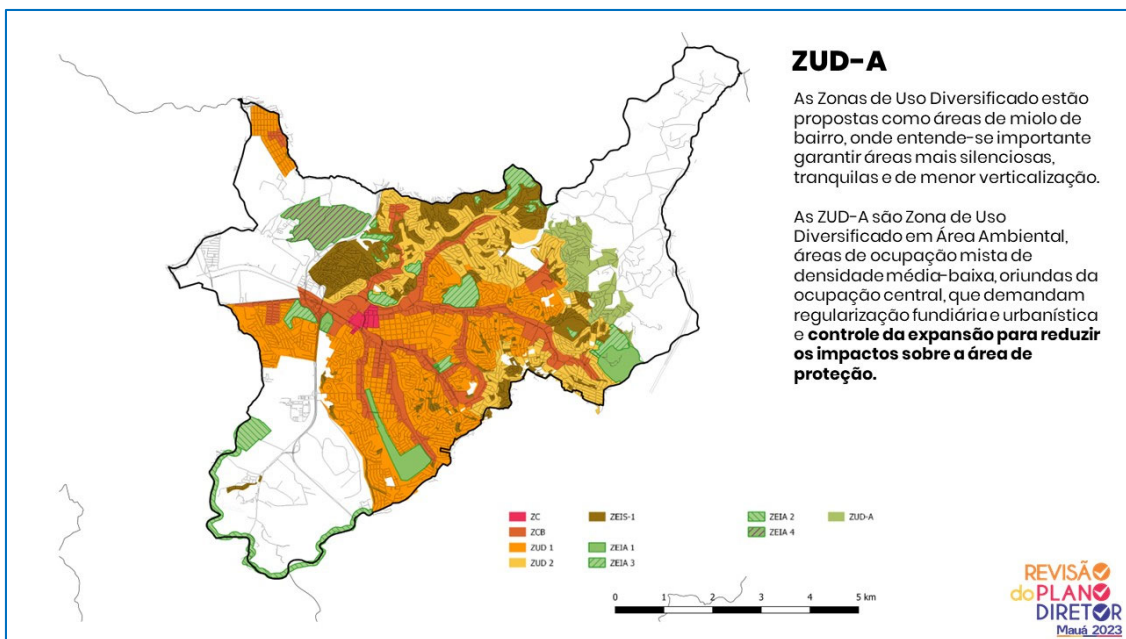 ZUD-A
As Zonas de Uso Diversificado estão
propostas como áreas de miolo de
bairro, onde entende-se importante
garantir áreas mais silenciosas,
tranquilas e de menor verticalização.
As ZUD-A são Zona de Uso
Diversificado em Área Ambiental,
áreas de ocupação mista de
densidade média-baixa, oriundas da
ocupação central, que demandam
regularização fundiária e urbanística
e controle da expansão para reduzir
os impactos sobre a área de
proteção.
ZC
ZCB
ZUD 1
ZUD 2
ZEIS-1
ZEIA 1
ZEIA 3
ZEIA 2
ZEIA 4
ZUD-A
0 1 2 3 4 5 km
REVISÃO
do PLANO
DIRETOR
Mauá 2023